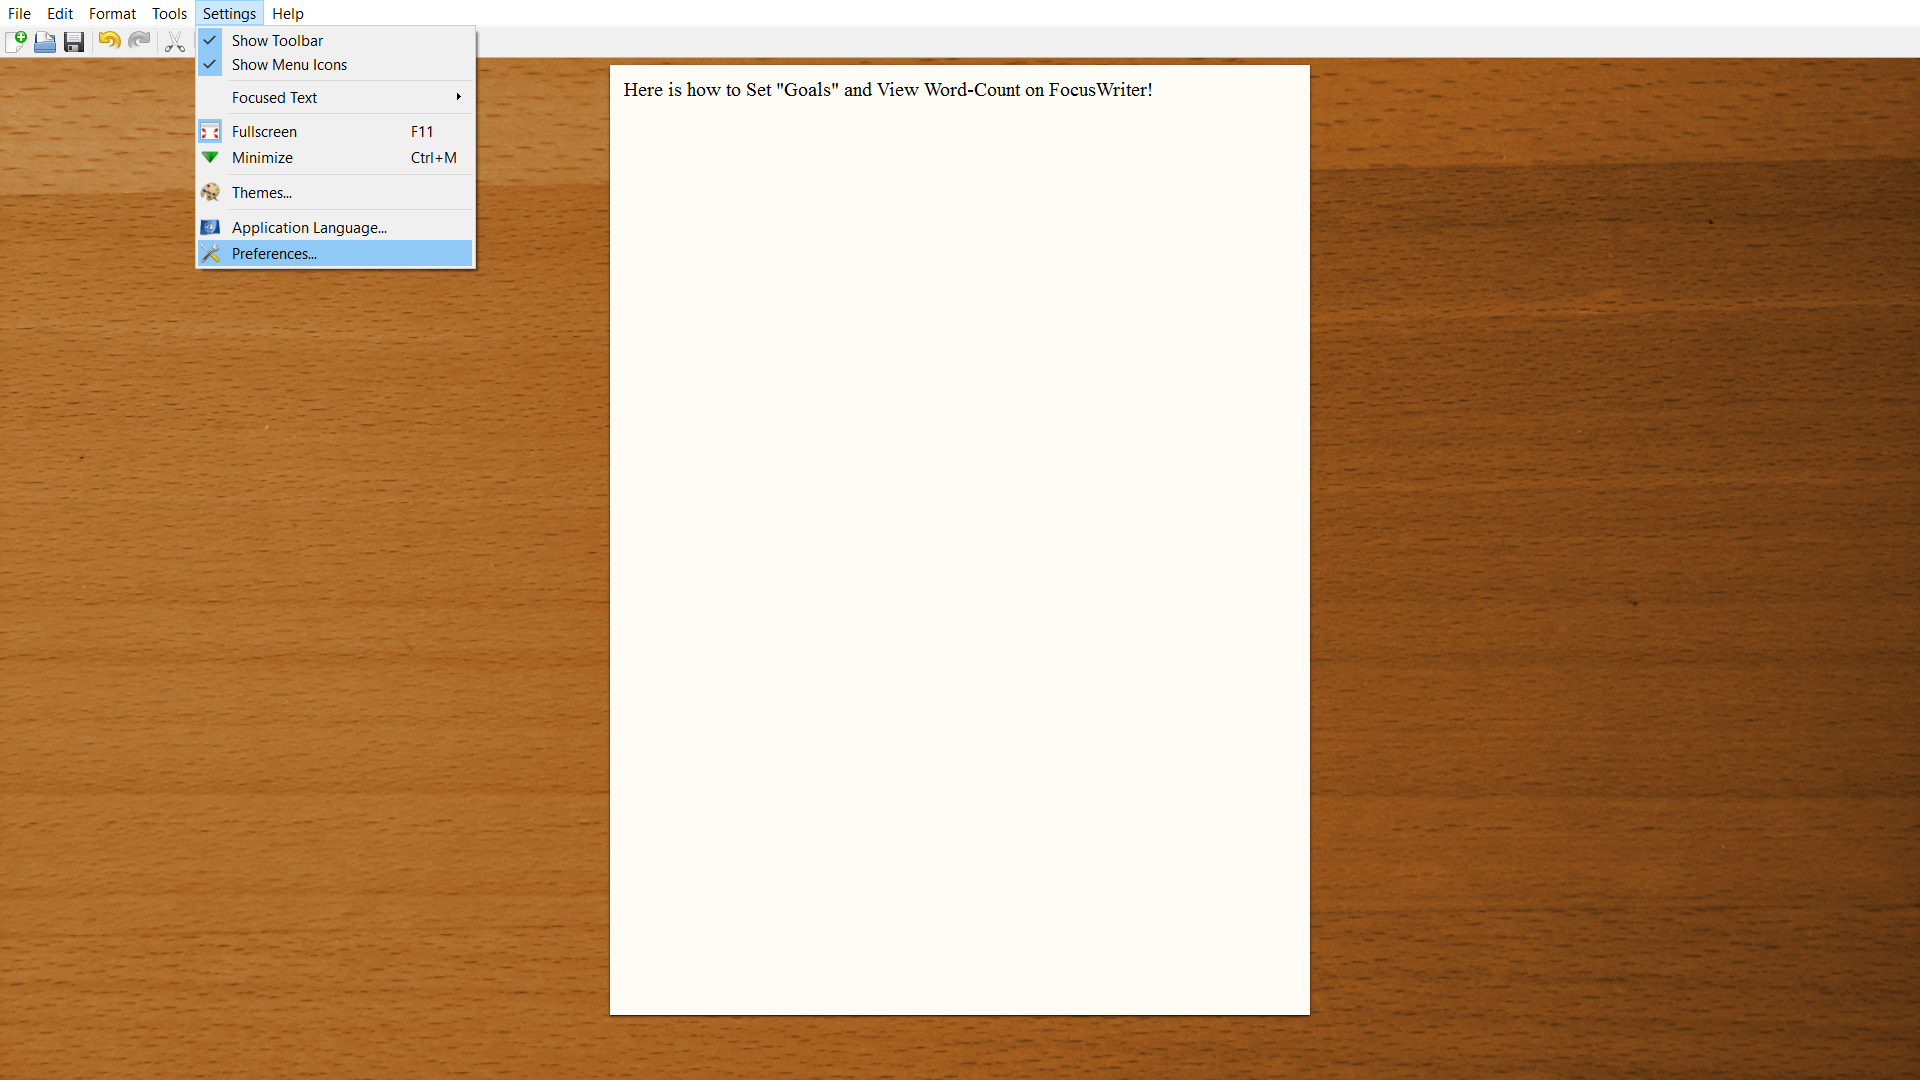 File Edit Format Tools Settings Help
Show Toolbar
Show Menu Icons
Focused Text
Fullscreen F11
Minimize Ctrl+M
Themes...
Application Language...
Preferences...
Here is how to Set "Goals" and View Word-Count on FocusWriter!